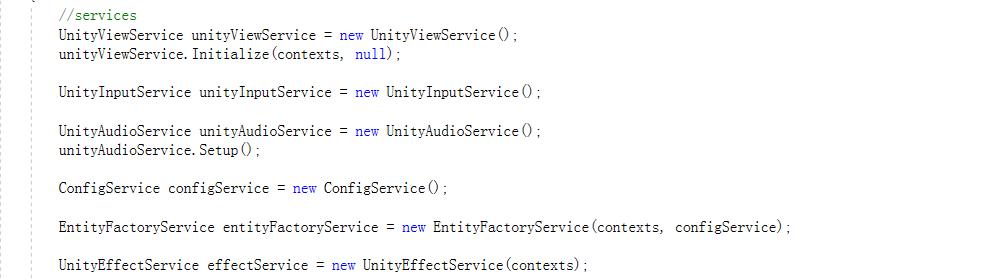 //services
UnityViewService unityViewService = new UnityViewService();
unityViewService.Initialize(contexts, null);
UnityInputService unityInputService = new UnityInputService();
UnityAudioService unityAudioService = new UnityAudioService();
unityAudioService.Setup();
ConfigService configService = new ConfigService();
EntityFactoryService entityFactoryService = new EntityFactoryService(contexts, configService);
UnityEffectService effectService = new UnityEffectService(contexts);